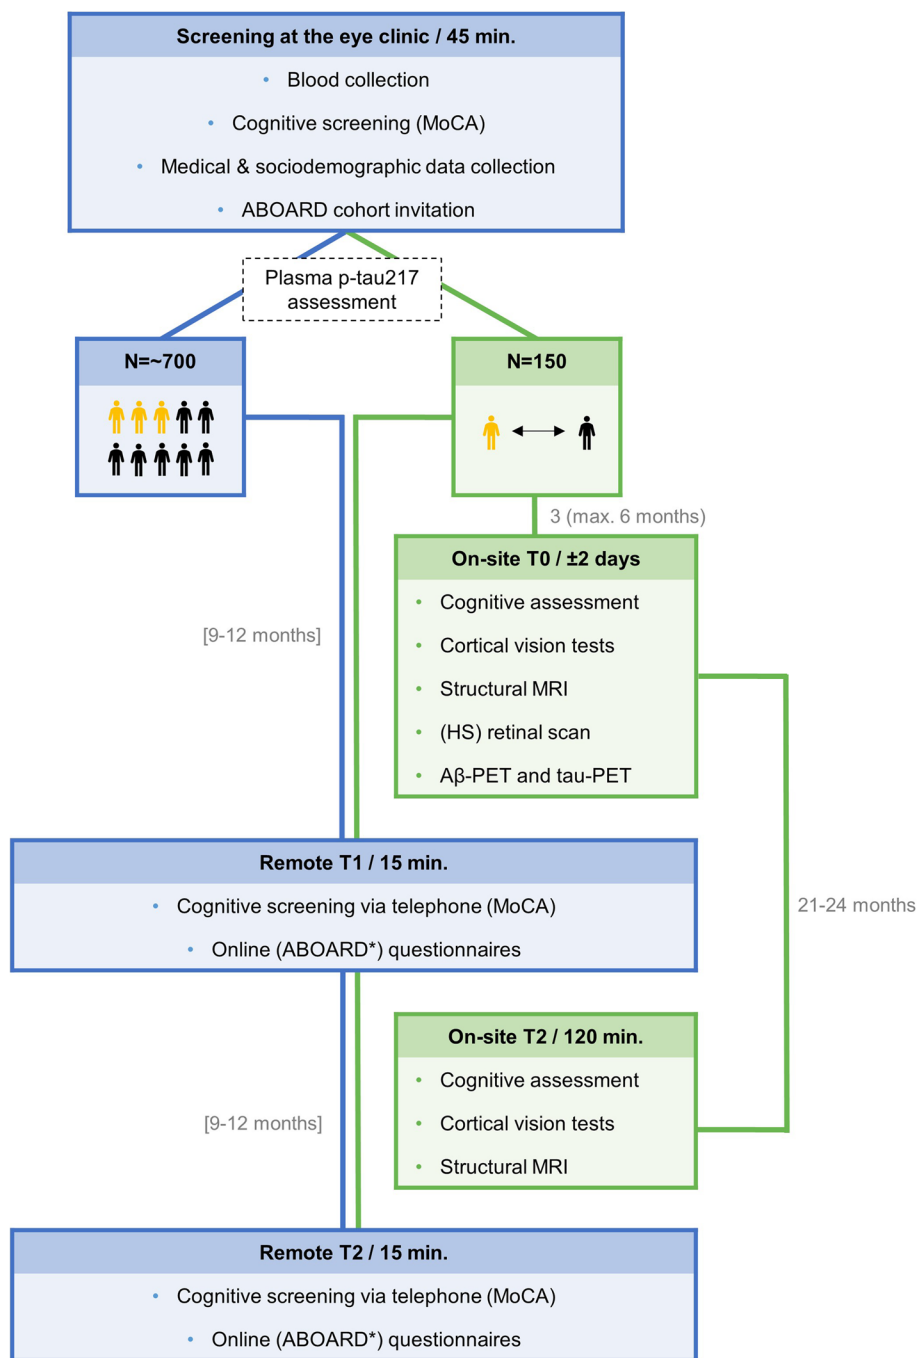 Screening at the eye clinic / 45 min.
• Blood collection
• Cognitive screening (MoCA)
• Medical & sociodemographic data collection
• ABOARD cohort invitation
Plasma p-tau217
assessment
N=~700
N=150
3 (max. 6 months)
On-site T0 / ±2 days
• Cognitive assessment
• Cortical vision tests
• Structural MRI
• (HS) retinal scan
• Aβ-PET and tau-PET
[9-12 months]
Remote T1 / 15 min.
• Cognitive screening via telephone (MoCA)
• Online (ABOARD*) questionnaires
21-24 months
On-site T2 / 120 min.
• Cognitive assessment
• Cortical vision tests
• Structural MRI
[9-12 months]
Remote T2 / 15 min.
• Cognitive screening via telephone (MoCA)
• Online (ABOARD*) questionnaires